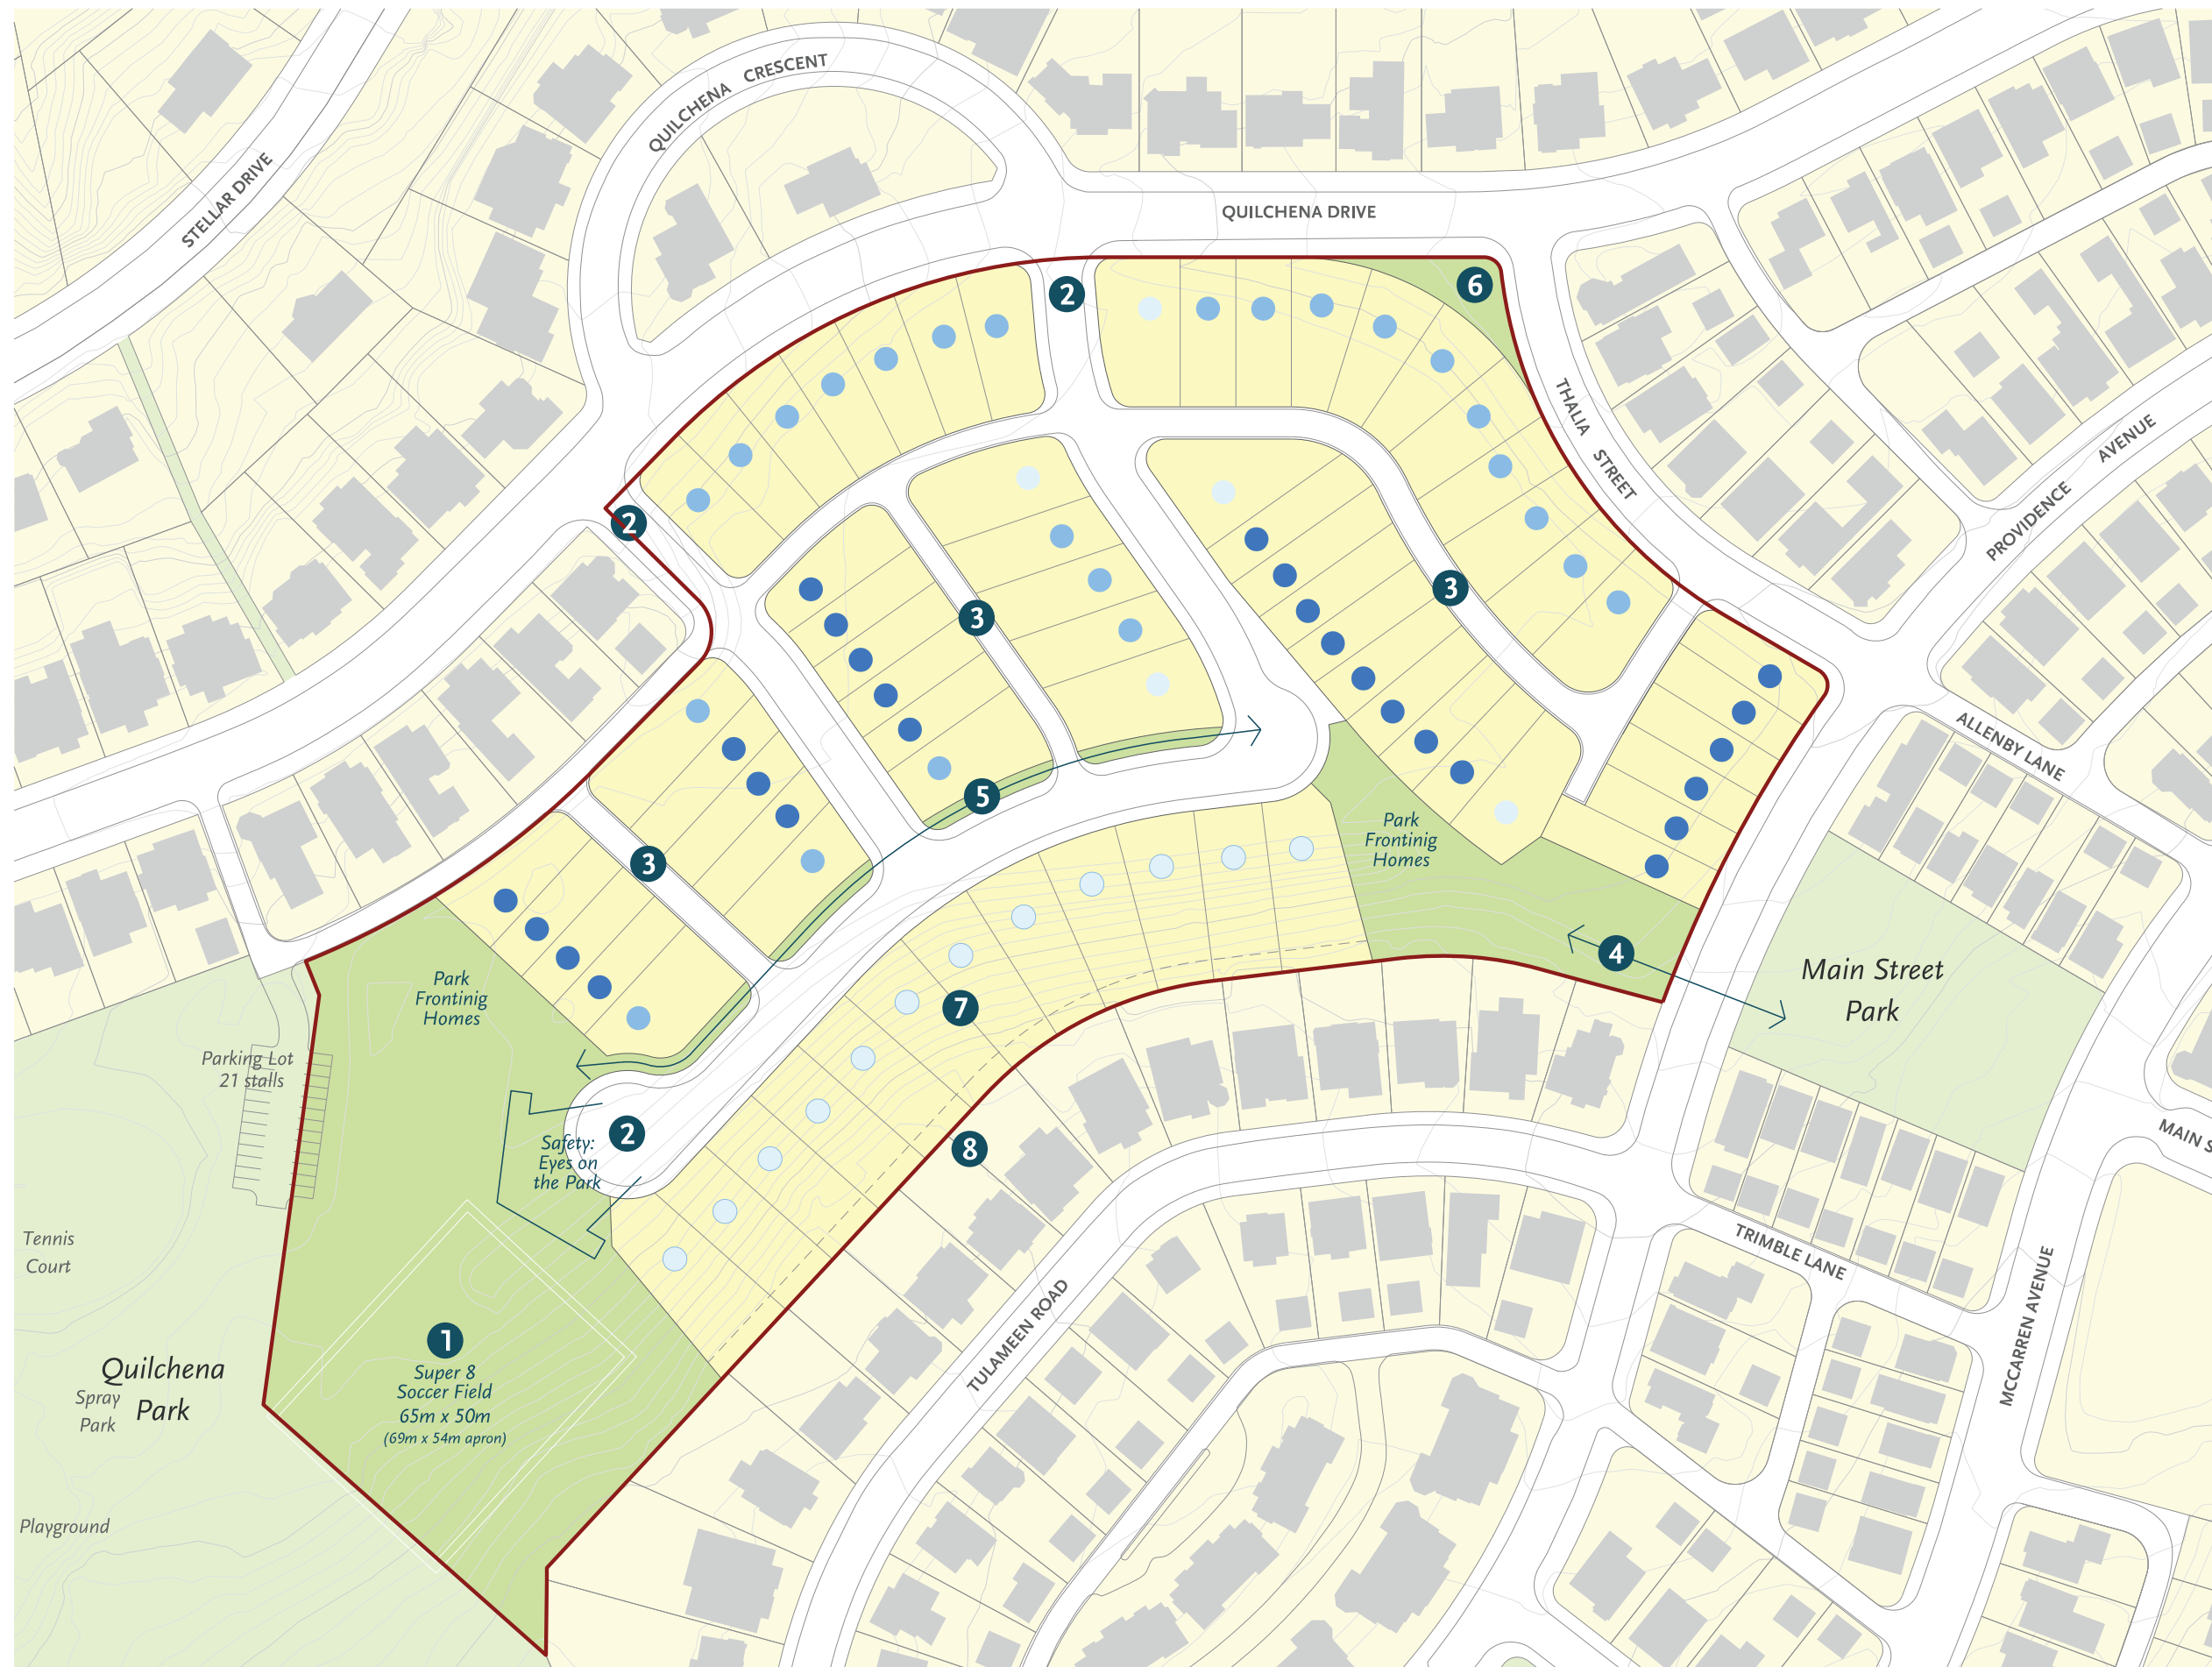 QUILCHENA CRESCENT
STELLAR DRIVE
QUILCHENA DRIVE
2
6
THALIA STREET
PROVIDENCE AVENUE
2
3
3
ALLENBY LANE
5
Park
Frontinig
Homes
3
4
Main Street
Park
Park
Frontinig
Homes
7
Parking Lot
21 stalls
2
Safety:
Eyes on
the Park
8
MAIN S
Tennis
Court
TRIMBLE LANE
MCCARREN AVENUE
TULAMEEN ROAD
1
Super 8
Soccer Field
65m x 50m
(69m x 54m apron)
Quilchena
Park
Spray
Park
Playground